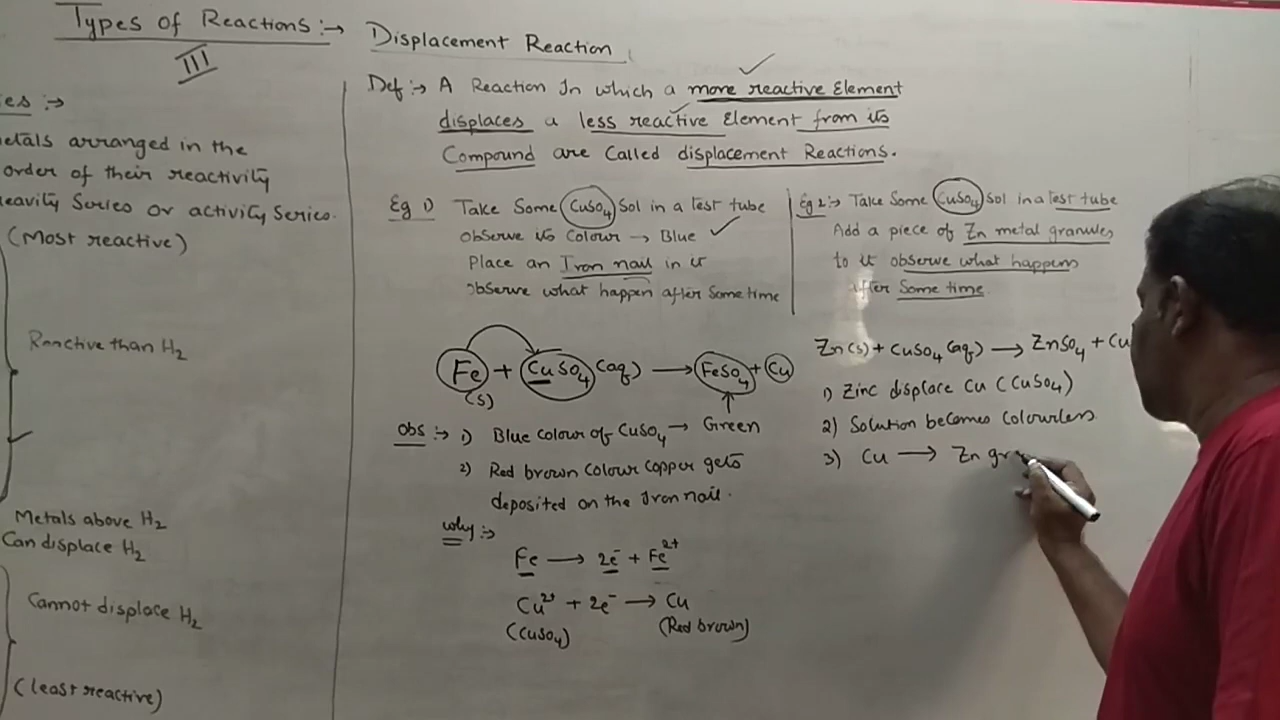 Types of Reactions :→ Displacement Reaction
III
ies :→
etals arranged in the
order of their reactivity
Series or activity Series.
(Most reactive)
Reactive than H₂
Metals above H₂
Can displace H₂
Cannot displace H₂
(least reactive)
Def :→ A Reaction In which a more reactive Element
displaces a less reactive Element from its
Compound are Called displacement Reactions.
Eg 1) Take Some CuSO₄ Sol in a test tube
observe its Colour → Blue ✓
Place an Iron nail in it
observe what happen after Some time
Fe(s) + CuSO₄(aq) → FeSO₄ + Cu
Obs :→ 1) Blue Colour of CuSO₄ → Green
2) Red brown Colour Copper gets
deposited on the Iron nail.
Why :→
Fe → 2e⁻ + Fe²⁺
Cu²⁺ + 2e⁻ → Cu
(CuSO₄) (Red brown)
Eg 2 :→ Take Some CuSO₄ Sol in a test tube
Add a piece of Zn metal granules
to it observe what happens
after Some time.
Zn(s) + CuSO₄(aq) → ZnSO₄ + Cu
1) Zinc displace Cu (CuSO₄)
2) Solution becomes Colourless
3) Cu → Zn gr